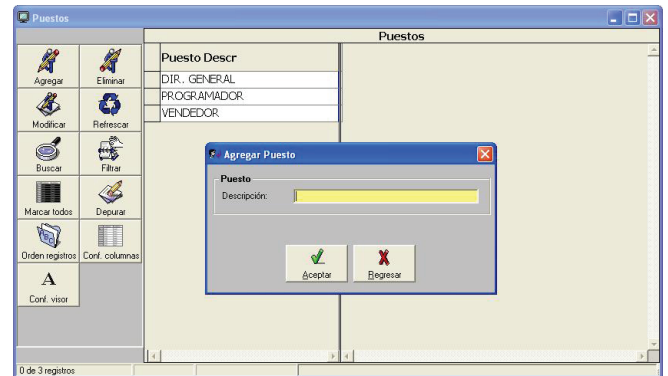 Puestos
Puestos
Agregar
Eliminar
Modificar
Refrescar
Buscar
Filtrar
Marcar todos
Depurar
Orden registros
Conf. columnas
A
Conf. visor
Puesto Descr
DIR. GENERAL
PROGRAMADOR
VENDEDOR
Agregar Puesto
Puesto
Descripción:
Aceptar
Regresar
0 de 3 registros